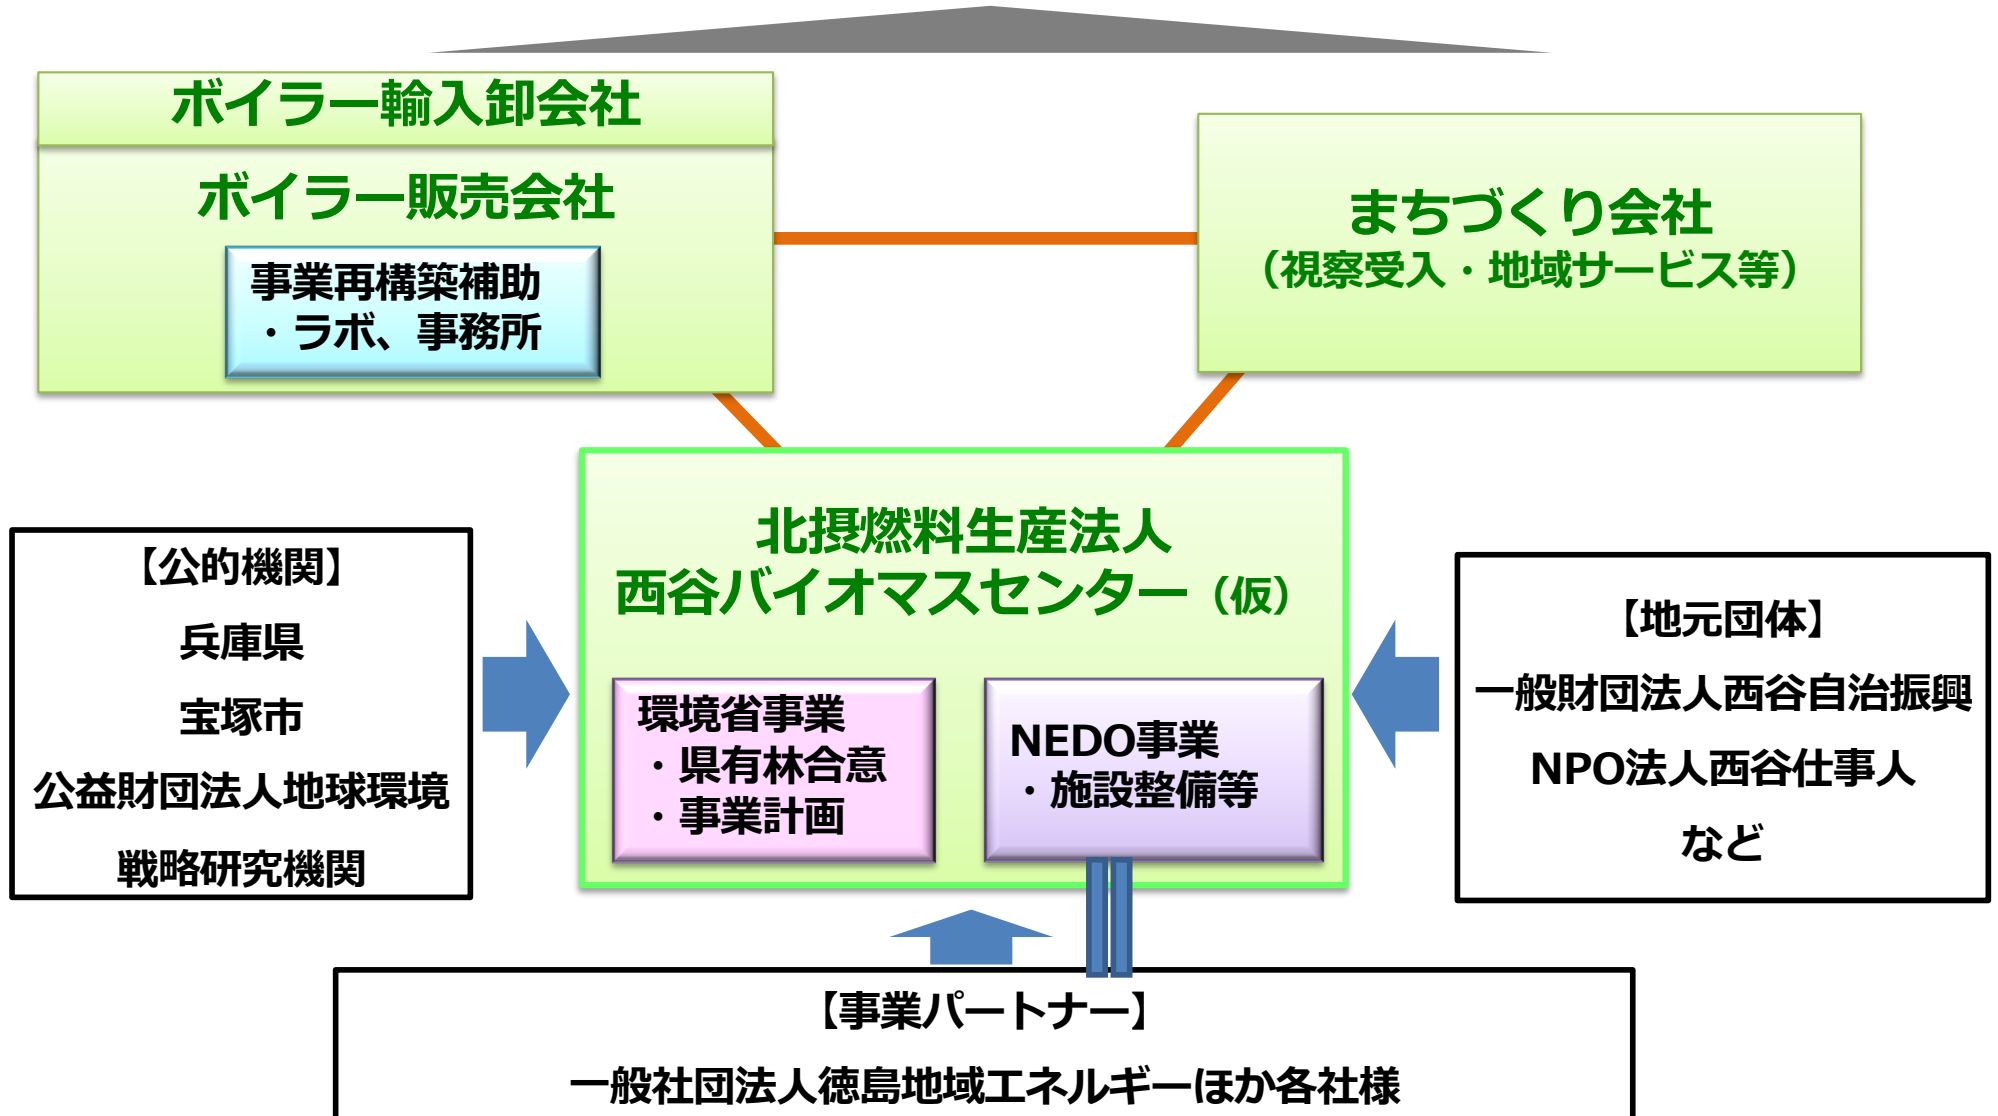 ボイラー輸入卸会社
ボイラー販売会社
事業再構築補助
・ラボ、事務所
まちづくり会社
（視察受入・地域サービス等）
北摂燃料生産法人
西谷バイオマスセンター（仮）
環境省事業
・県有林合意
・事業計画
NEDO事業
・施設整備等
【公的機関】
兵庫県
宝塚市
公益財団法人地球環境
戦略研究機関
【地元団体】
一般財団法人西谷自治振興
NPO法人西谷仕事人
など
【事業パートナー】
一般社団法人徳島地域エネルギーほか各社様